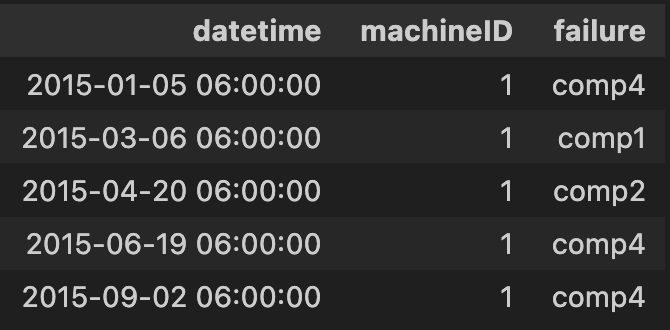 datetime machineID failure
2015-01-05 06:00:00 1 comp4
2015-03-06 06:00:00 1 comp1
2015-04-20 06:00:00 1 comp2
2015-06-19 06:00:00 1 comp4
2015-09-02 06:00:00 1 comp4